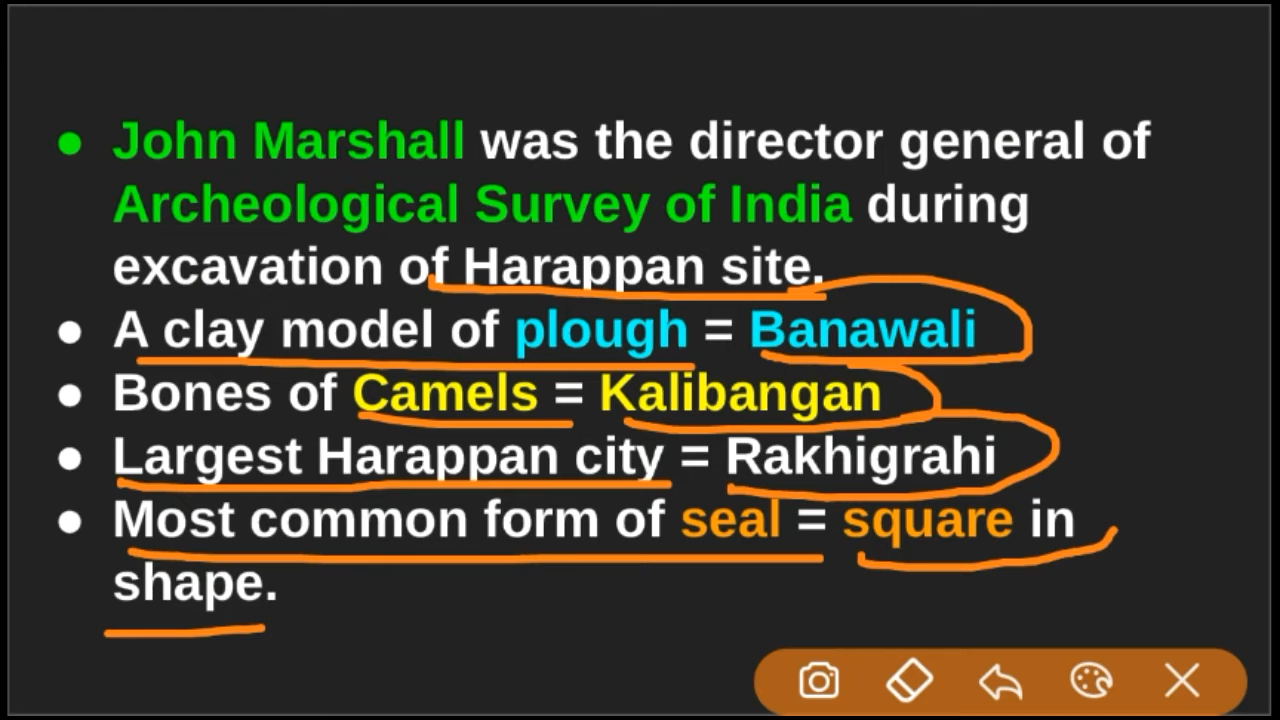 ● John Marshall was the director general of
Archeological Survey of India during
excavation of Harappan site.
● A clay model of plough = Banawali
● Bones of Camels = Kalibangan
● Largest Harappan city = Rakhigrahi
● Most common form of seal = square in
shape.